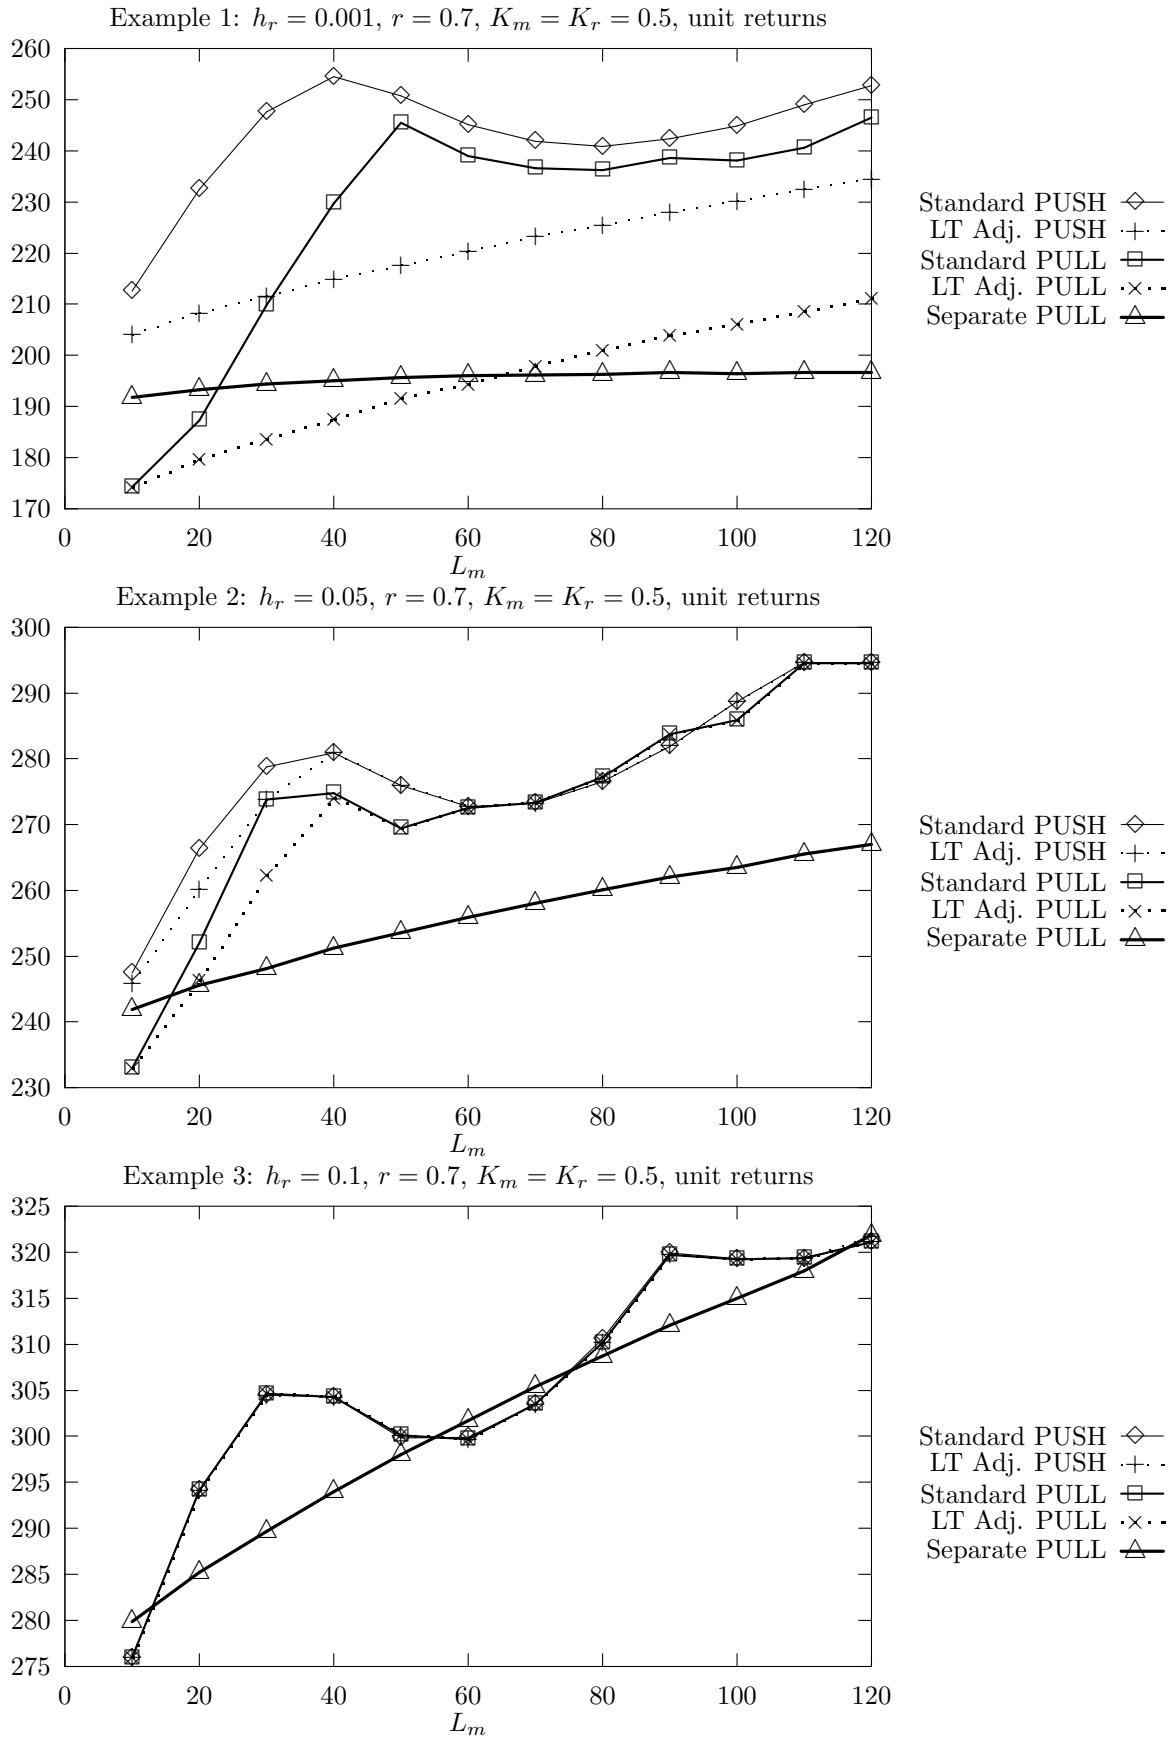 Example 1: h_r = 0.001, r = 0.7, K_m = K_r = 0.5, unit returns
260
250
240
230
220
210
200
190
180
170
0 20 40 60 80 100 120
L_m
Standard PUSH
LT Adj. PUSH
Standard PULL
LT Adj. PULL
Separate PULL
Example 2: h_r = 0.05, r = 0.7, K_m = K_r = 0.5, unit returns
300
290
280
270
260
250
240
230
0 20 40 60 80 100 120
L_m
Standard PUSH
LT Adj. PUSH
Standard PULL
LT Adj. PULL
Separate PULL
Example 3: h_r = 0.1, r = 0.7, K_m = K_r = 0.5, unit returns
325
320
315
310
305
300
295
290
285
280
275
0 20 40 60 80 100 120
L_m
Standard PUSH
LT Adj. PUSH
Standard PULL
LT Adj. PULL
Separate PULL